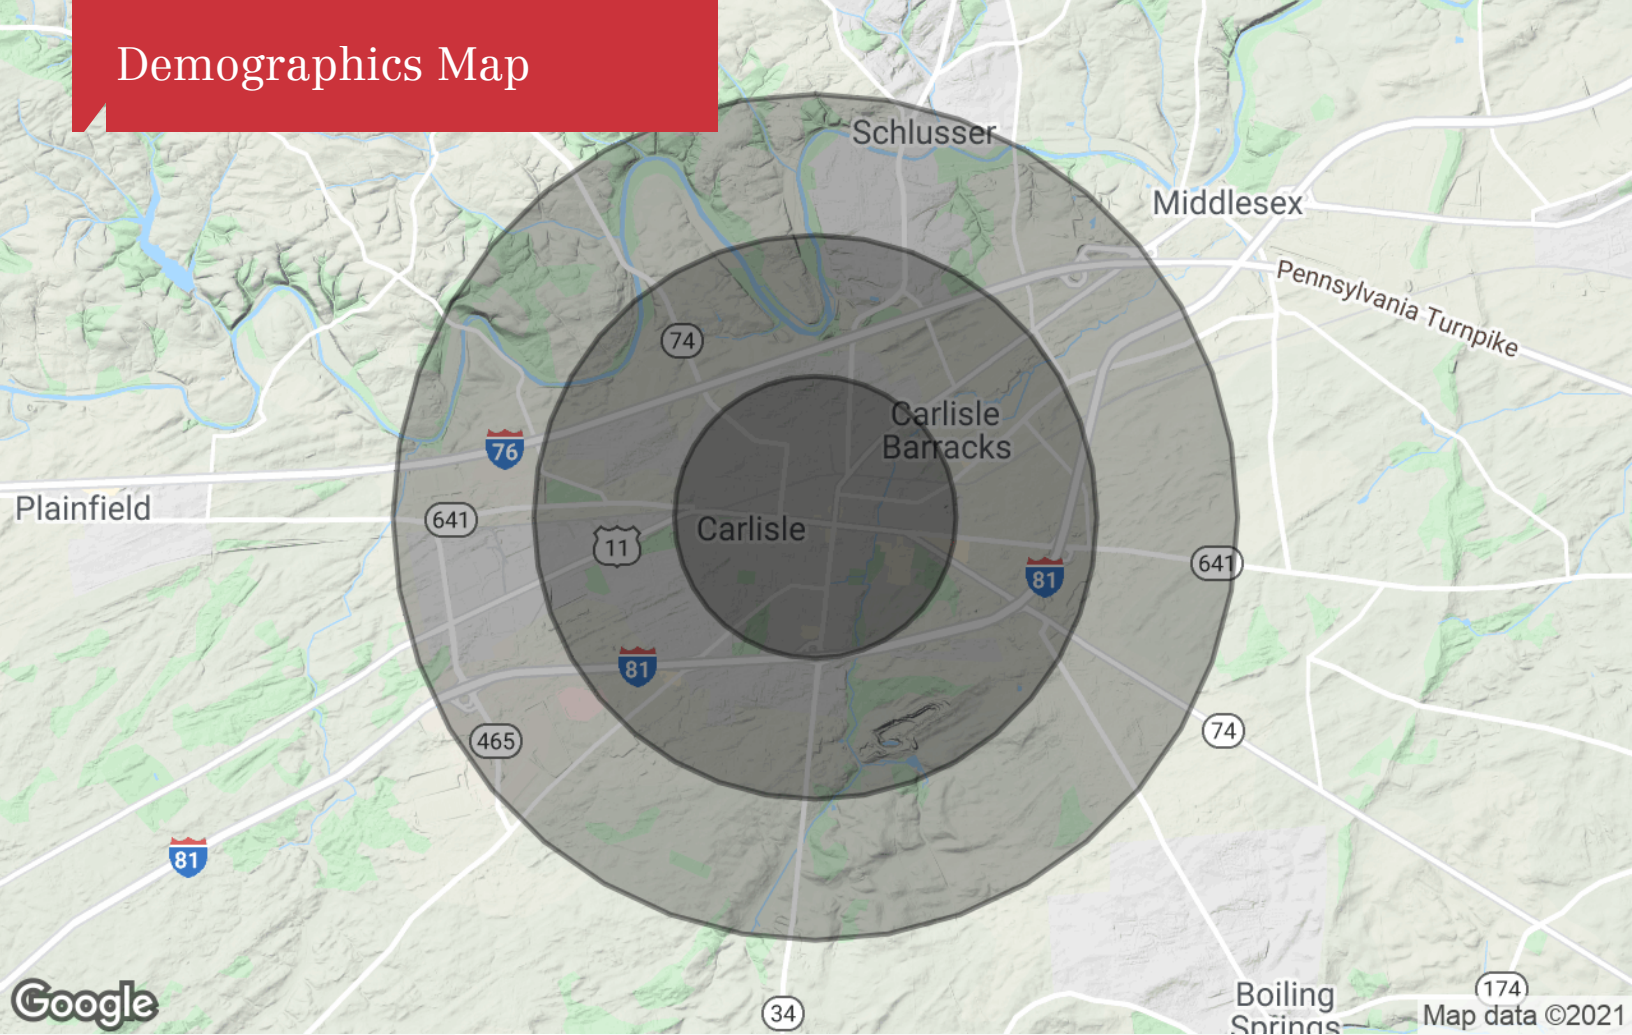 Demographics Map
Schlusser
Middlesex
Pennsylvania Turnpike
74
Carlisle
Barracks
76
Plainfield
641
Carlisle
11
641
81
81
74
465
81
Boiling
Springs
174
Google
34
Map data ©2021